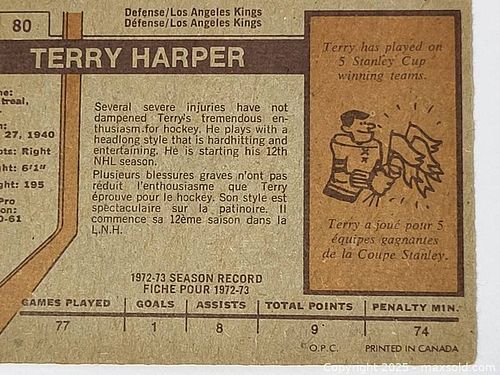 80
Defense/Los Angeles Kings
Défense/Los Angeles Kings
TERRY HARPER
me:
treal,
27, 1940
ots: Right
ght: 6'1"
ght: 195
Pro
on:
0-61
Several severe injuries have not
dampened Terry's tremendous en-
thusiasm for hockey. He plays with a
headlong style that is hardhitting and
entertaining. He is starting his 12th
NHL season.
Plusieurs blessures graves n'ont pas
réduit l'enthousiasme que Terry
éprouve pour le hockey. Son style est
spectaculaire sur la patinoire. Il
commence sa 12ème saison dans la
L.N.H.
Terry has played on
5 Stanley Cup
winning teams.
Terry a joué pour 5
équipes gagnantes
de la Coupe Stanley.
1972-73 SEASON RECORD
FICHE POUR 1972-73
GAMES PLAYED GOALS ASSISTS TOTAL POINTS PENALTY MIN.
77 1 8 9 74
©O.P.C. PRINTED IN CANADA
Copyright 2025 - maxsold.com